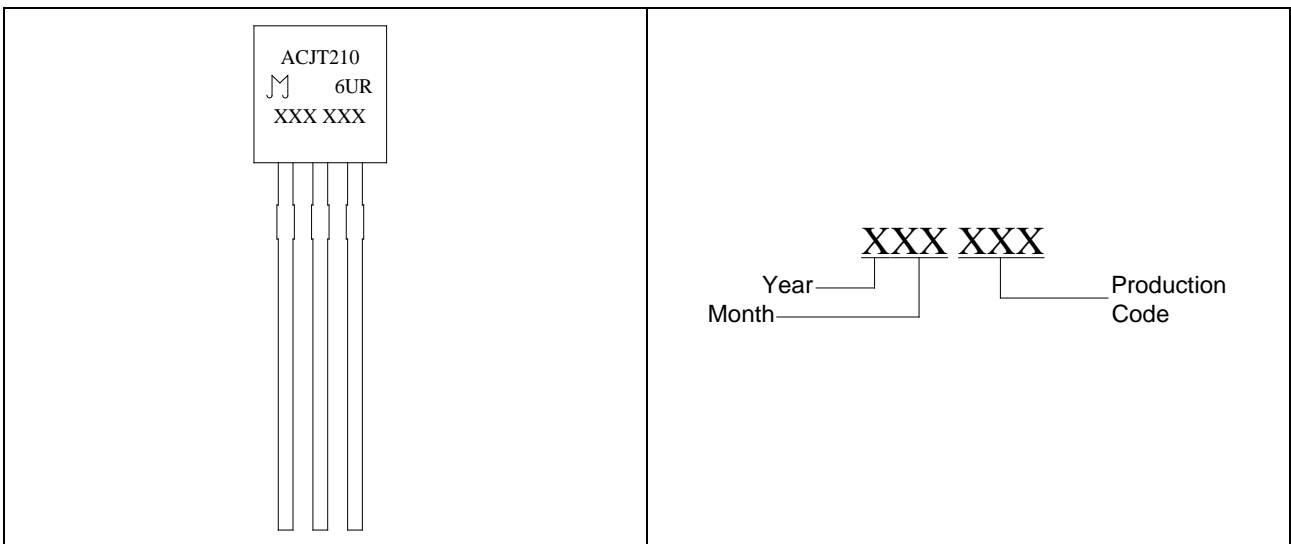 ACJT210
6UR
XXX XXX
XXX XXX
Year
Month
Production
Code